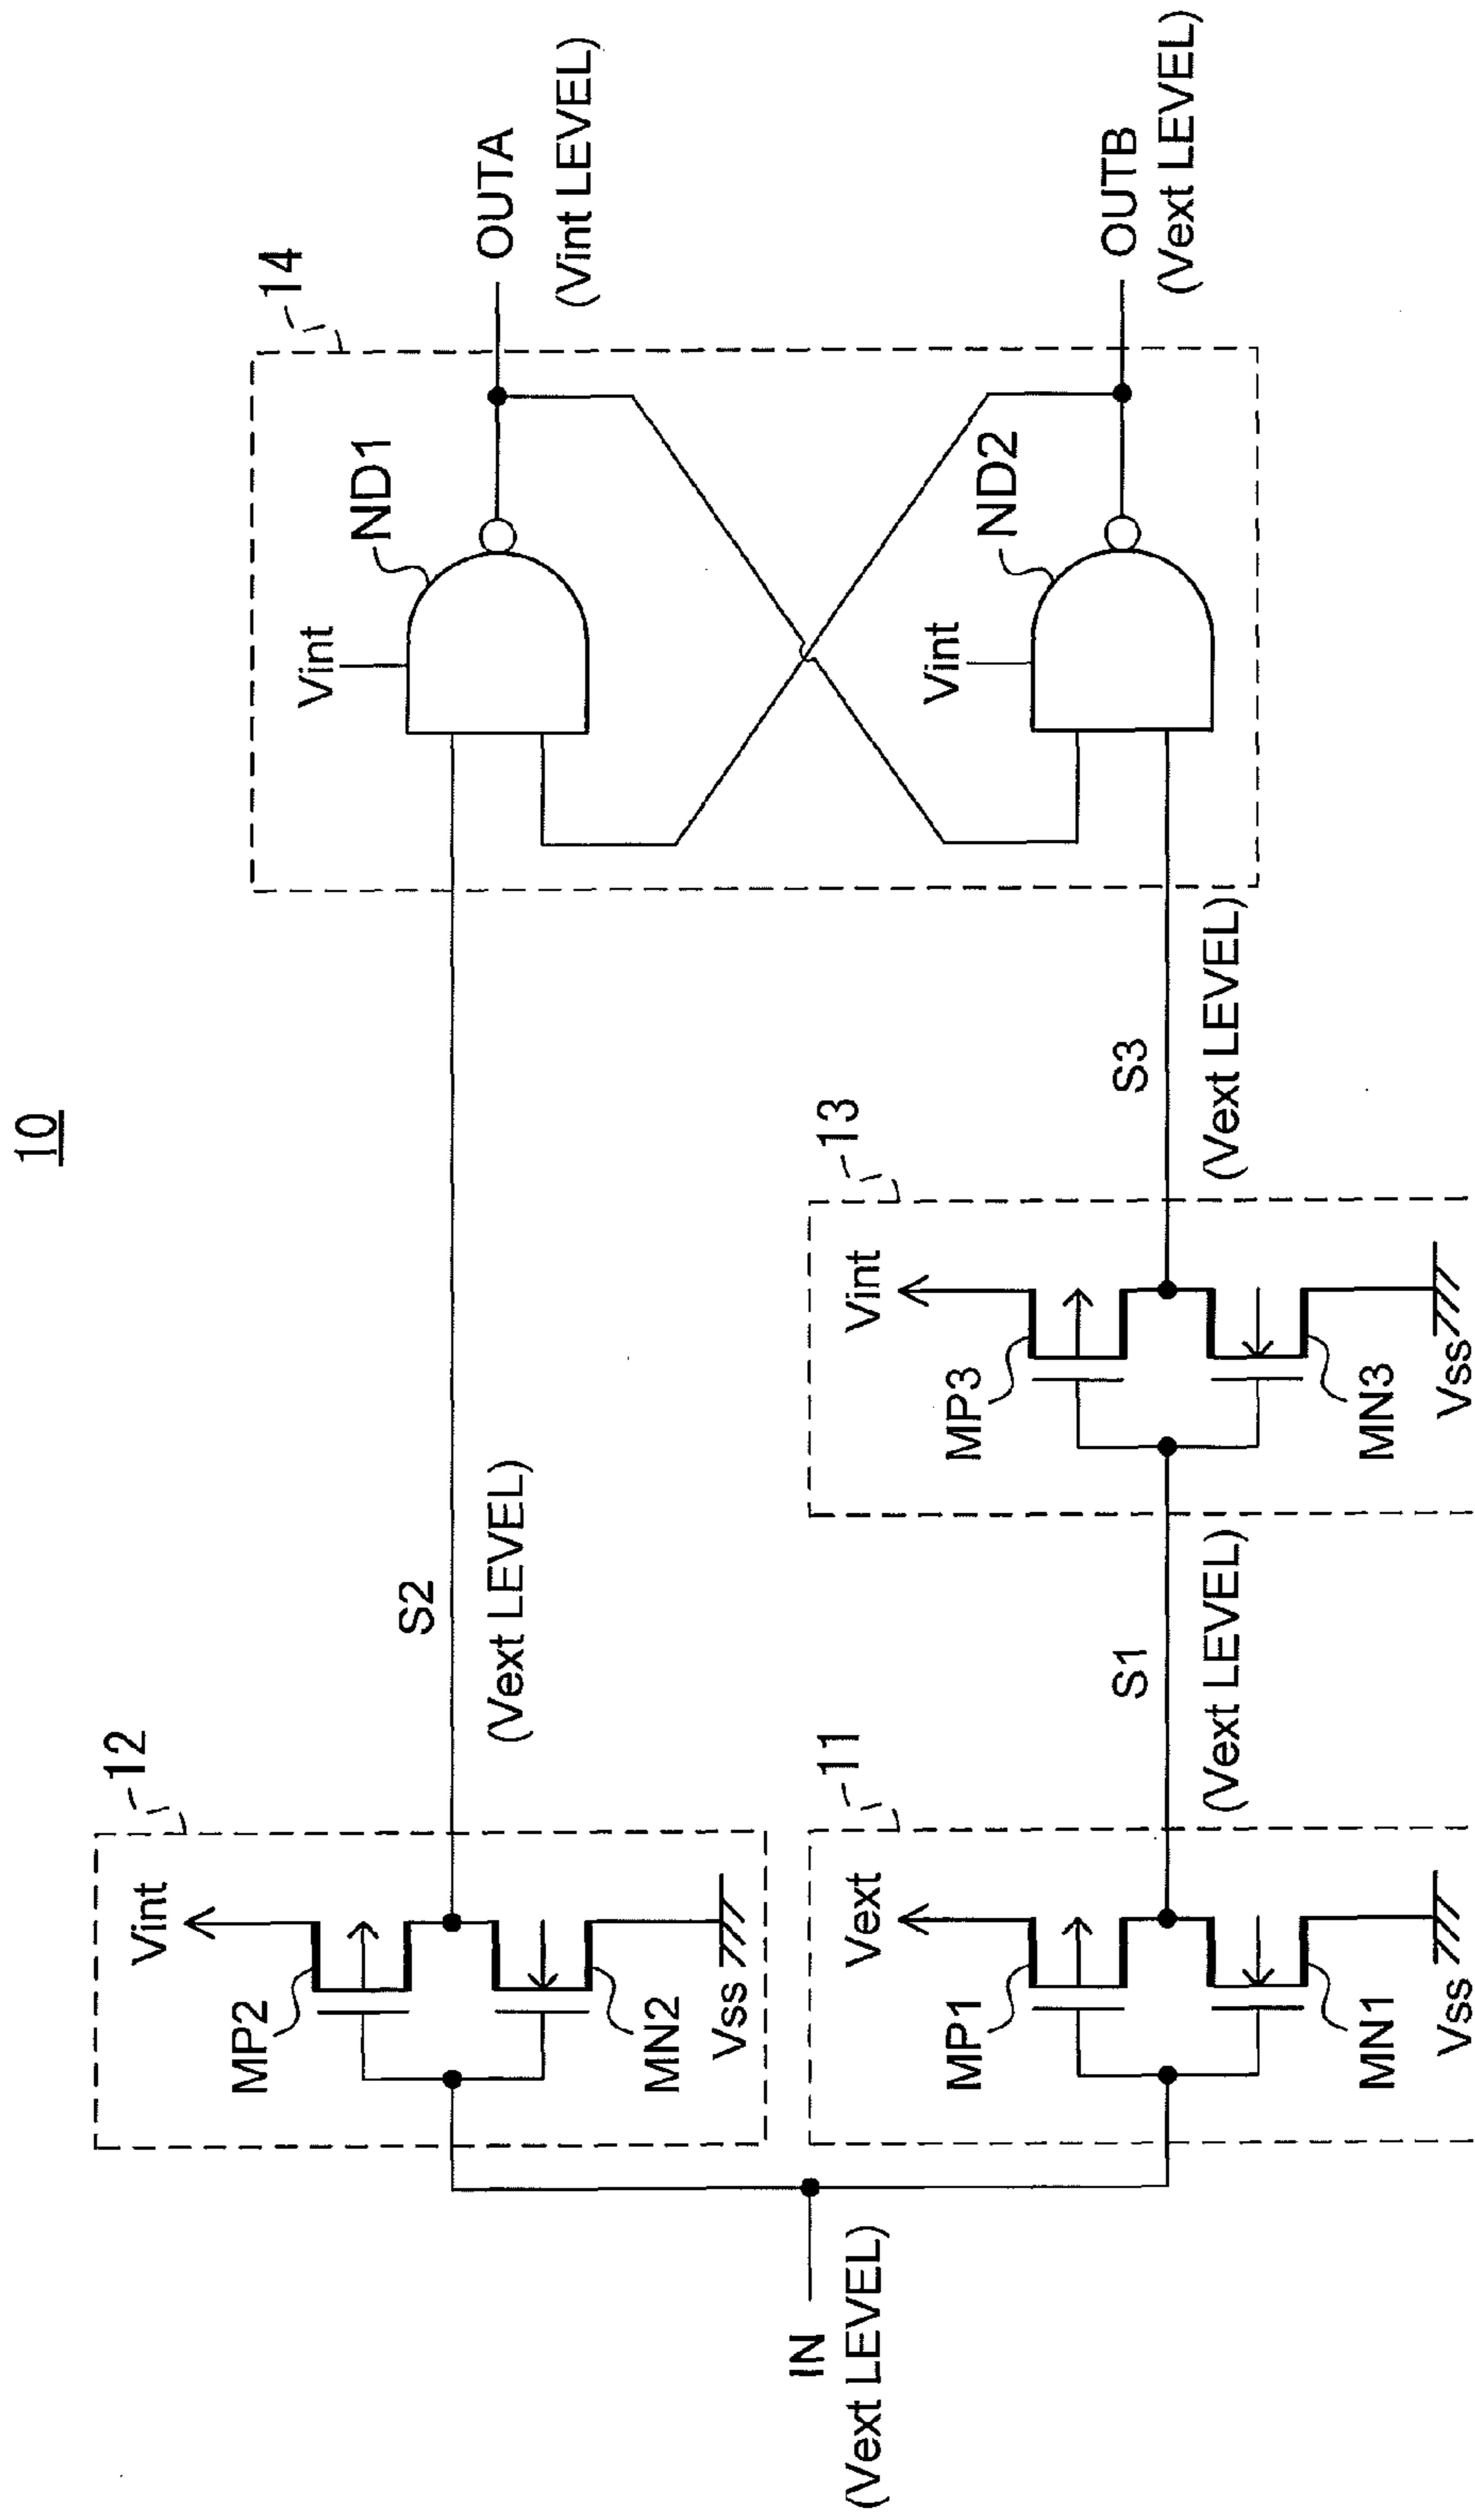 10
12
Vint
MP2
MN2
Vss
S2
(Vext LEVEL)
14
Vint
ND1
OUTA
(Vint LEVEL)
IN
(Vext LEVEL)
11
Vext
MP1
MN1
Vss
S1
(Vext LEVEL)
13
Vint
MP3
MN3
Vss
S3
(Vext LEVEL)
Vint
ND2
OUTB
(Vext LEVEL)